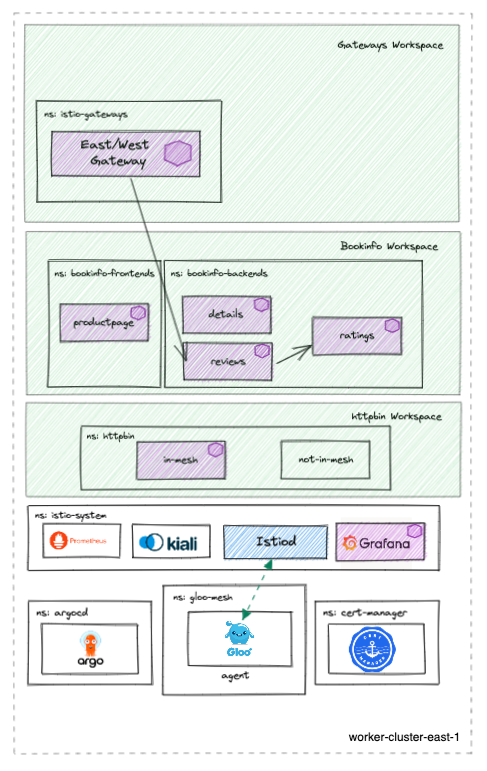 Gateways Workspace
ns: istio-gateways
East/West
Gateway
Bookinfo Workspace
ns: bookinfo-frontends
ns: bookinfo-backends
productpage
details
reviews
ratings
httpbin Workspace
ns: httpbin
in-mesh
not-in-mesh
ns: istio-system
Prometheus
kiali
Istiod
Grafana
ns: argocd
argo
ns: gloo-mesh
Gloo
agent
ns: cert-manager
CERT
MANAGER
worker-cluster-east-1